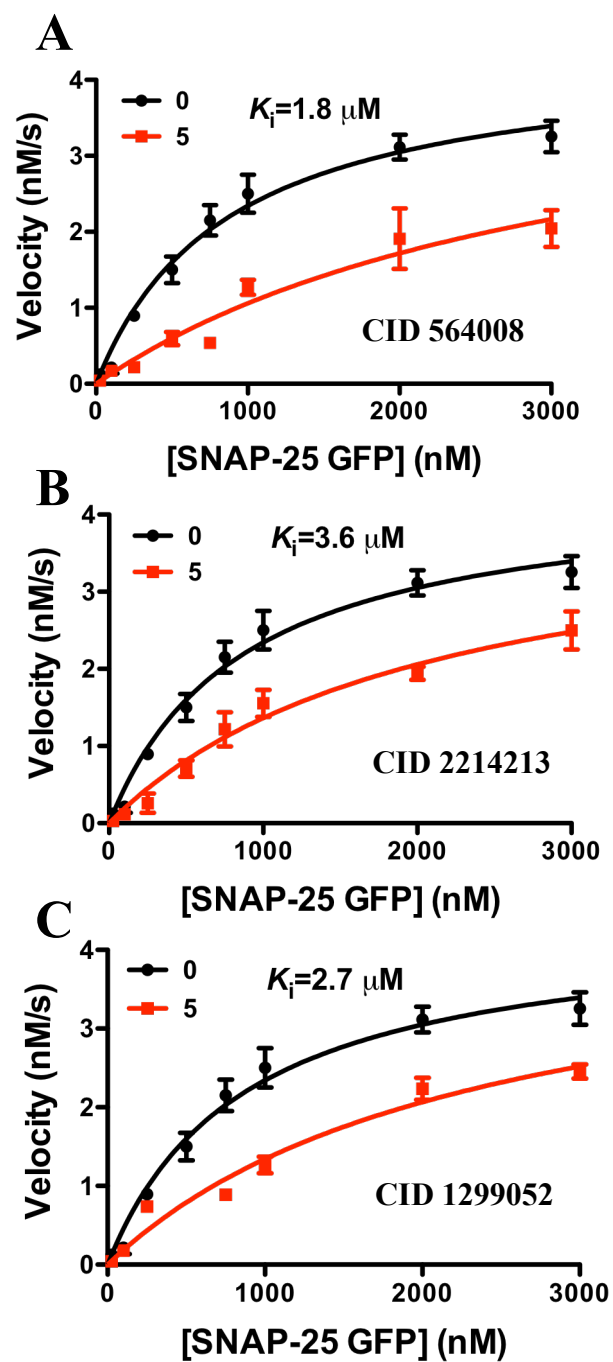 A
4
3
2
1
0
Velocity (nM/s)
0
5
Ki=1.8 μM
CID 564008
0 1000 2000 3000
[SNAP-25 GFP] (nM)
B
4
3
2
1
0
Velocity (nM/s)
0
5
Ki=3.6 μM
CID 2214213
0 1000 2000 3000
[SNAP-25 GFP] (nM)
C
4
3
2
1
0
Velocity (nM/s)
0
5
Ki=2.7 μM
CID 1299052
0 1000 2000 3000
[SNAP-25 GFP] (nM)